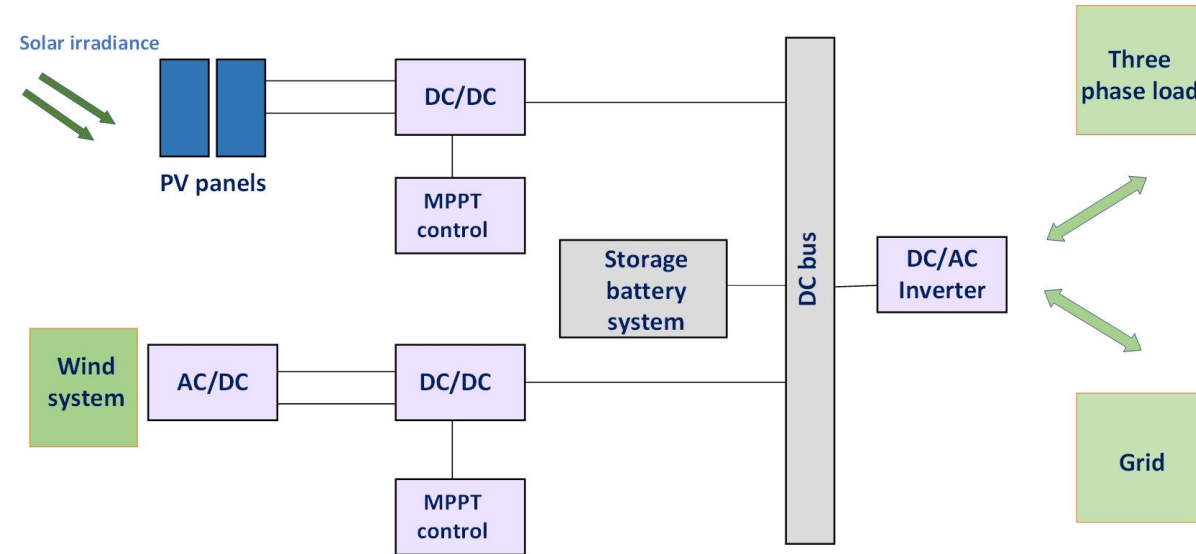 Solar irradiance
PV panels
DC/DC
MPPT
control
Wind
system
AC/DC
DC/DC
MPPT
control
Storage
battery
system
DC bus
DC/AC
Inverter
Three
phase load
Grid